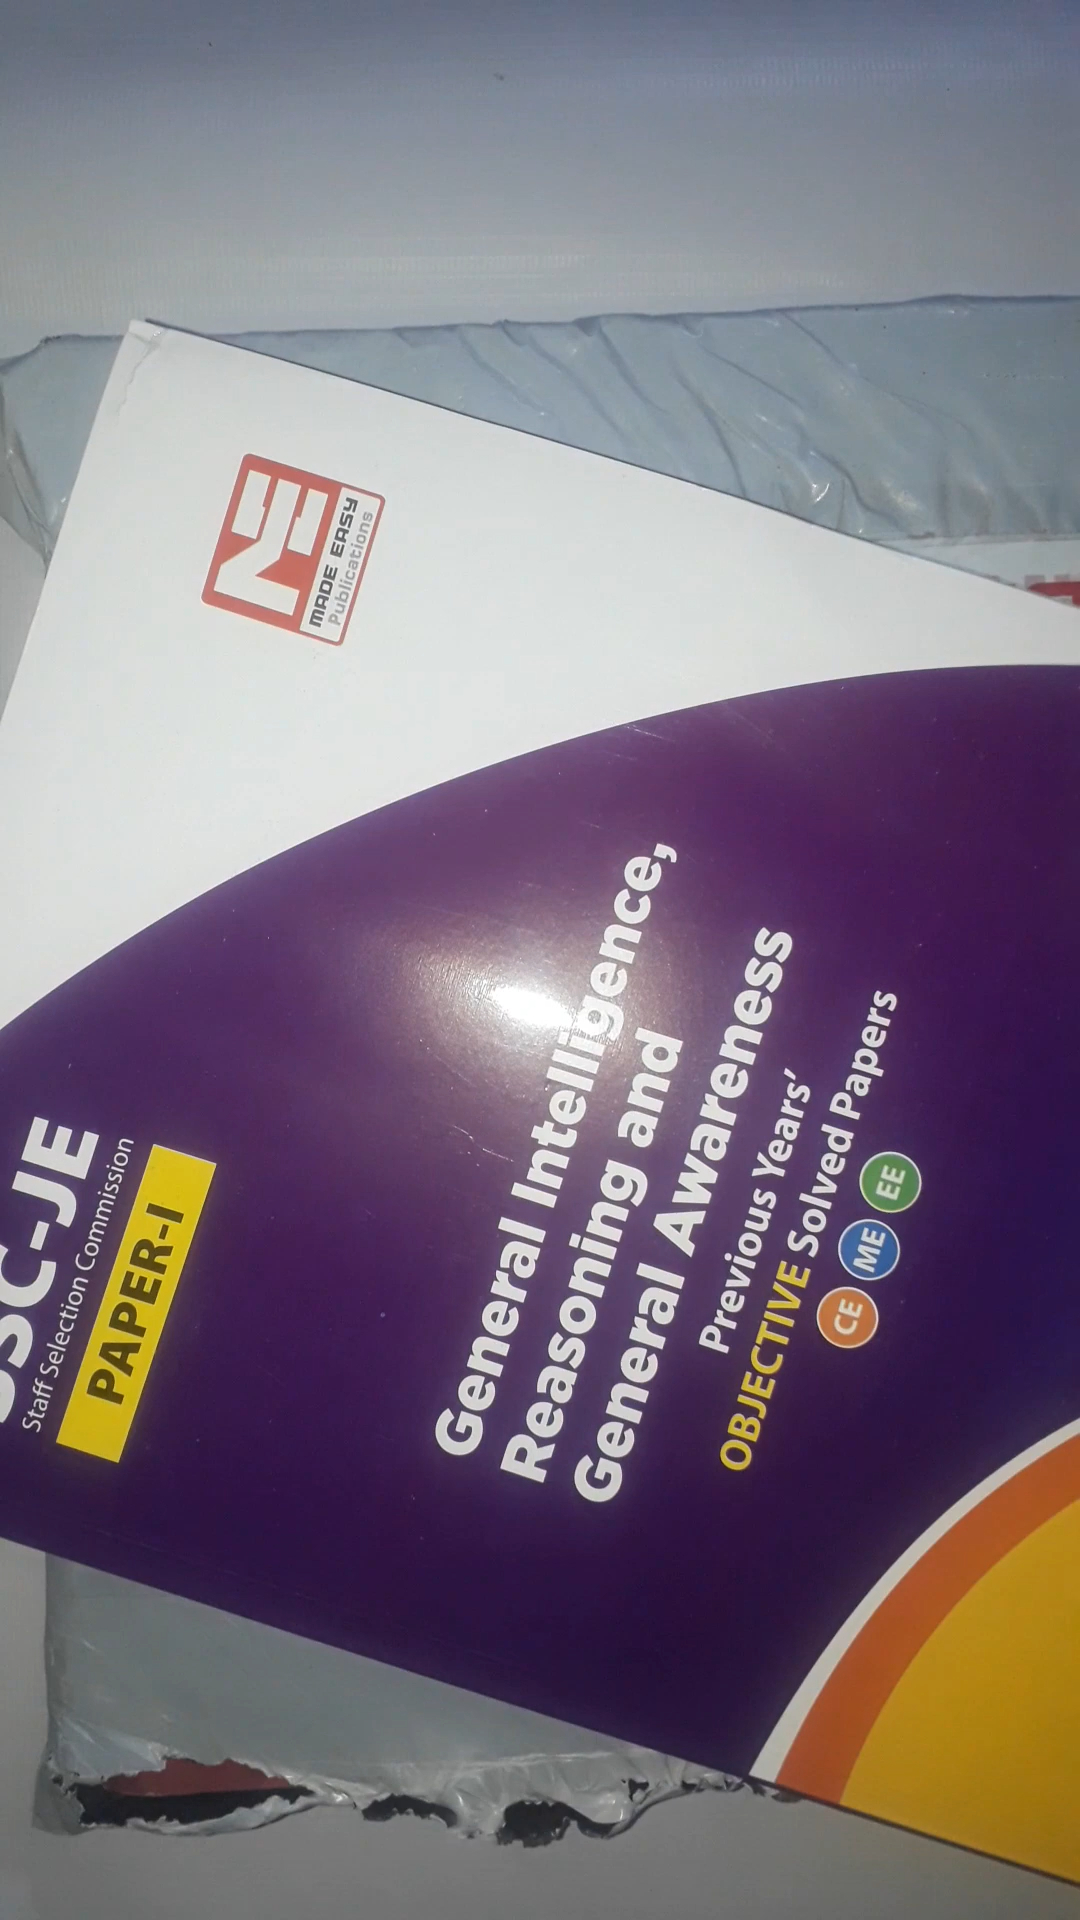 MADE EASY
Publications
SSC-JE
Staff Selection Commission
PAPER-I
General Intelligence,
Reasoning and
General Awareness
Previous Years'
OBJECTIVE Solved Papers
CE ME EE